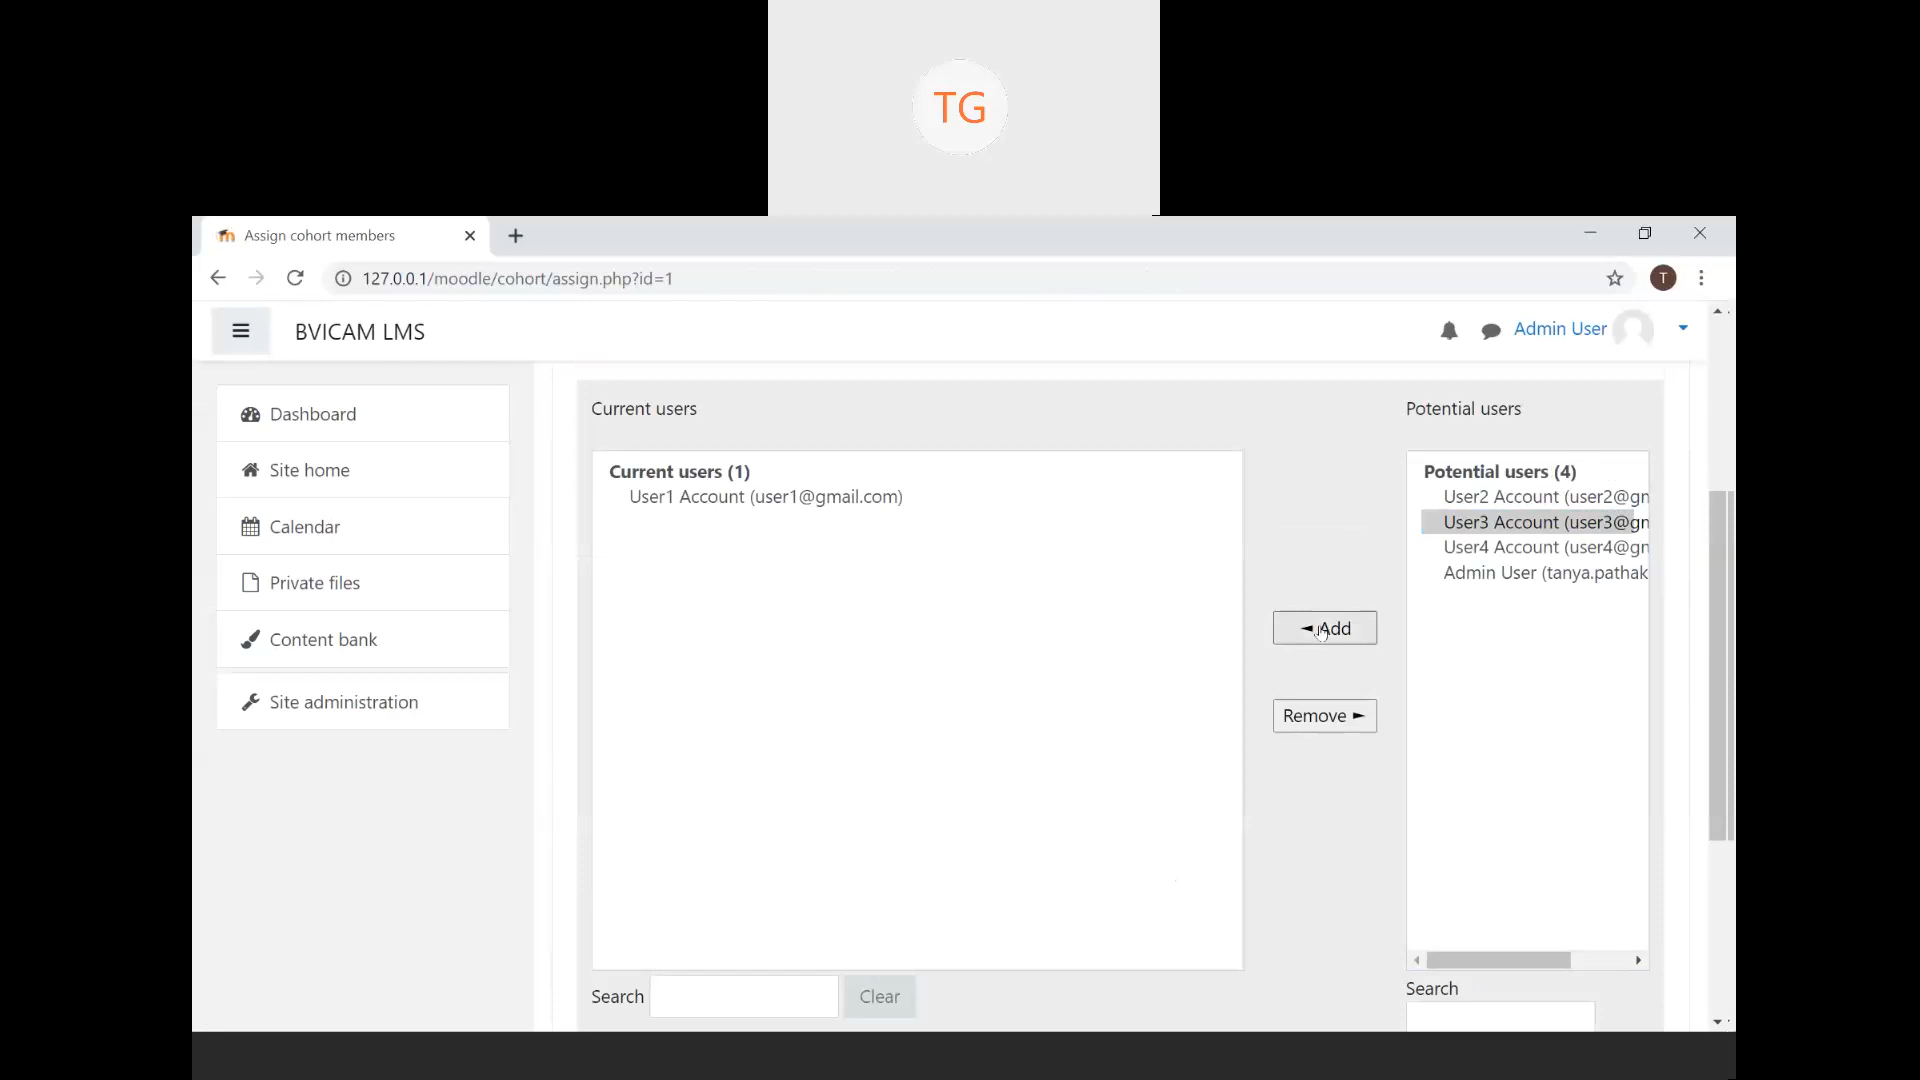 TG
Assign cohort members
127.0.0.1/moodle/cohort/assign.php?id=1
T
BVICAM LMS
Admin User
Dashboard
Site home
Calendar
Private files
Content bank
Site administration
Current users
Current users (1)
User1 Account (user1@gmail.com)
Add
Remove
Potential users
Potential users (4)
User2 Account (user2@gm
User3 Account (user3@gm
User4 Account (user4@gm
Admin User (tanya.pathak
Search
Clear
Search